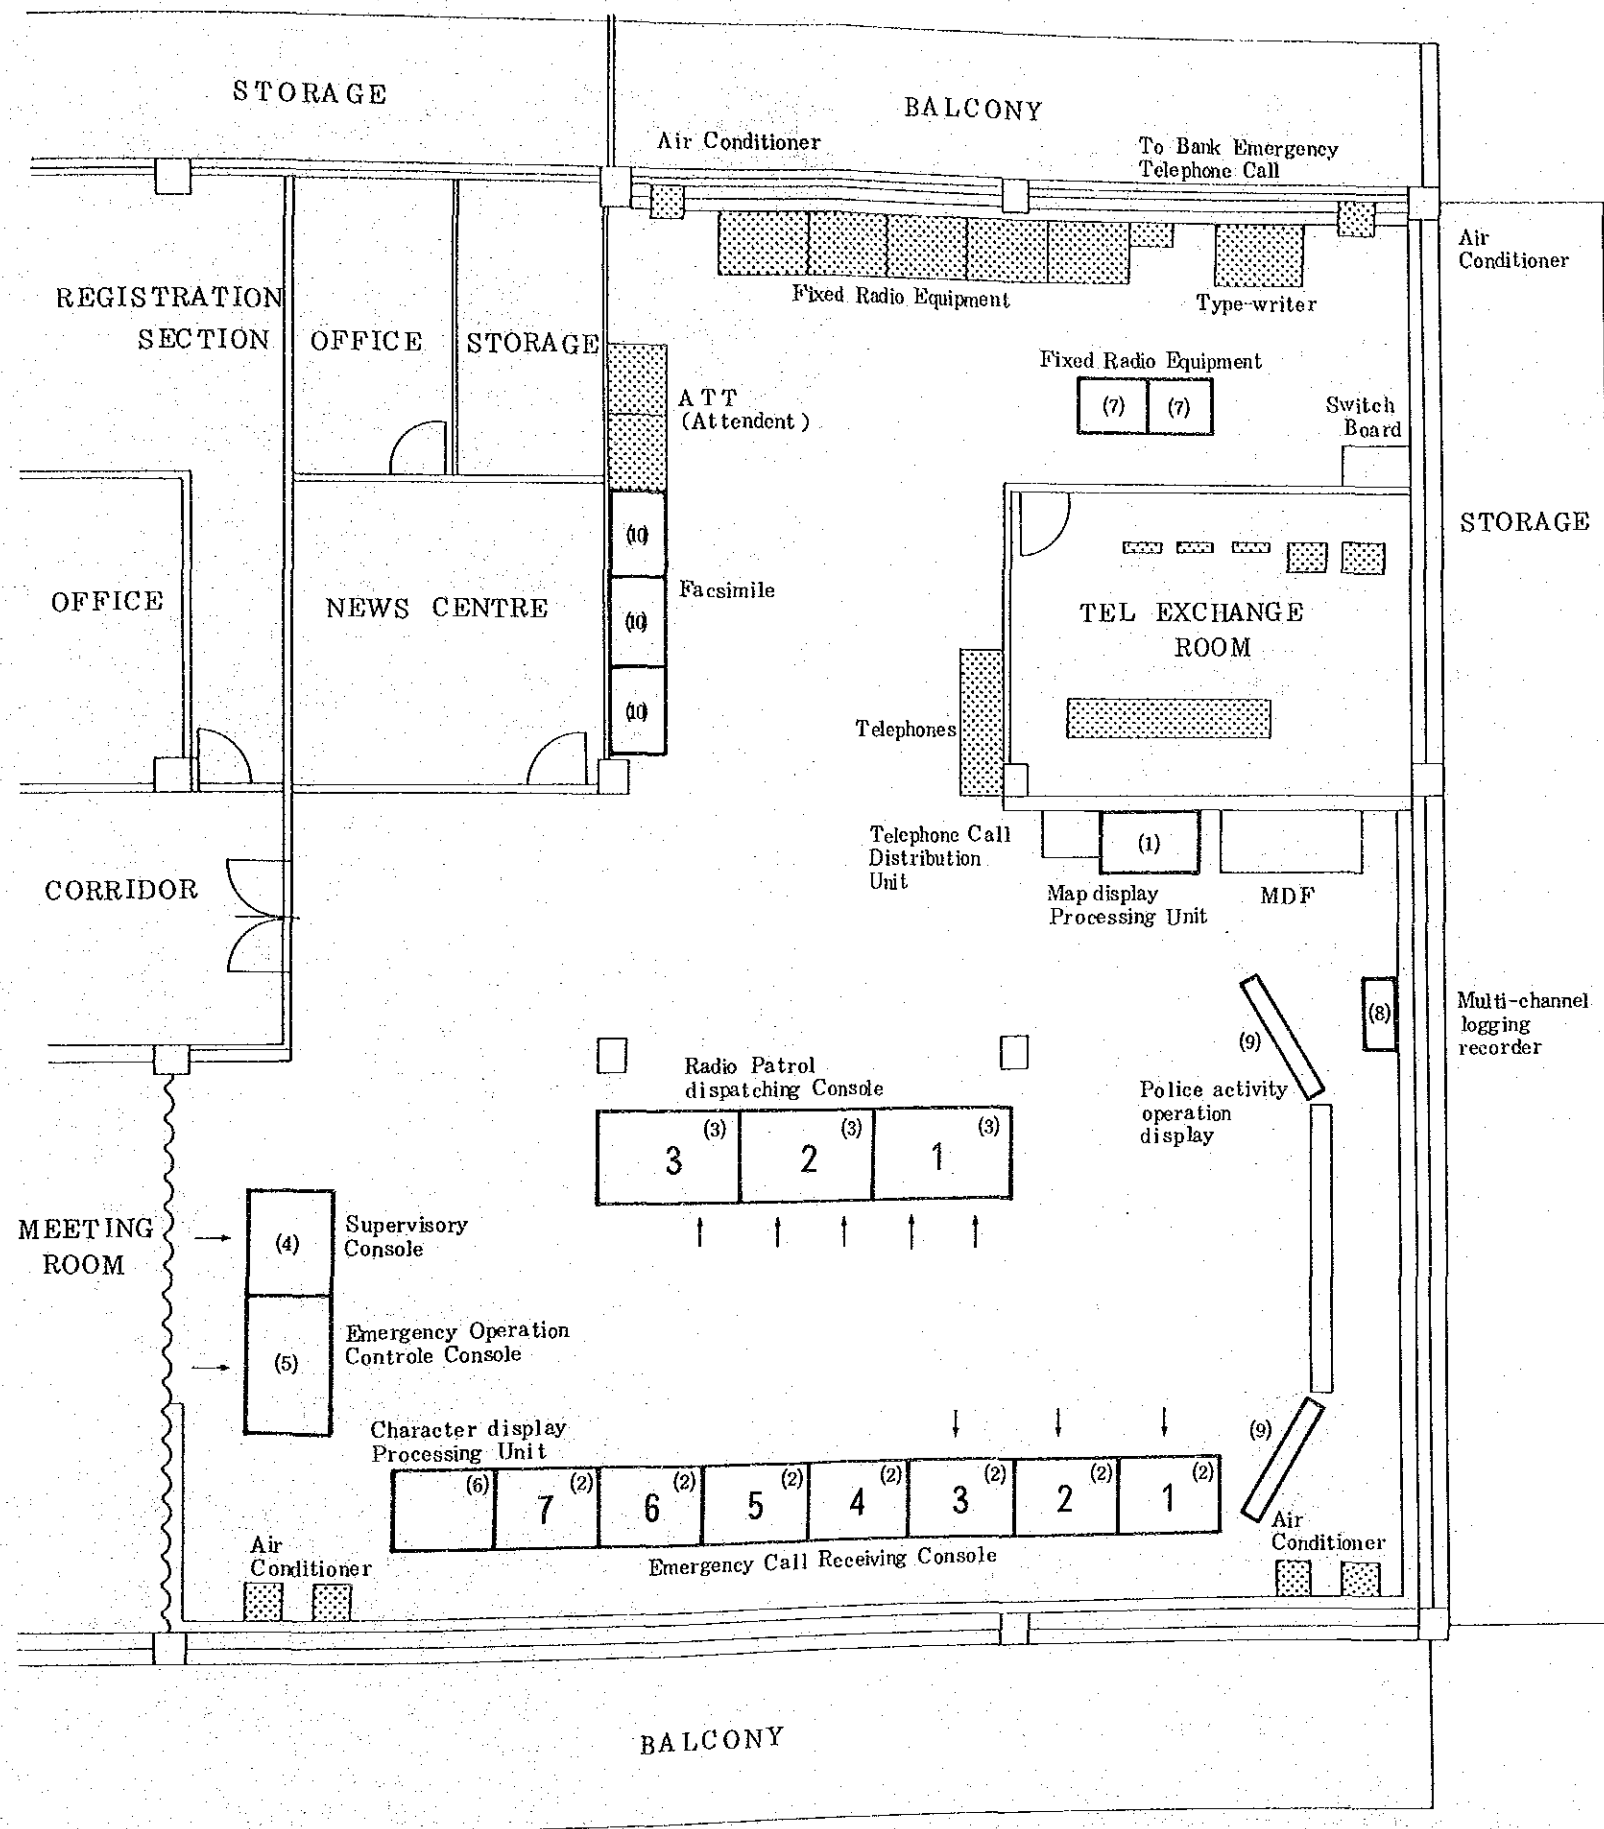 STORAGE
BALCONY
Air Conditioner
To Bank Emergency
Telephone Call
Air
Conditioner
REGISTRATION
SECTION
OFFICE
STORAGE
Fixed Radio Equipment
Type-writer
Fixed Radio Equipment
(7)
(7)
Switch
Board
ATT
(Attendent)
(10)
(10)
(10)
Facsimile
OFFICE
NEWS CENTRE
TEL EXCHANGE
ROOM
STORAGE
Telephones
Telephone Call
Distribution
Unit
(1)
Map display
Processing Unit
MDF
CORRIDOR
(8)
Multi-channel
logging
recorder
(9)
Police activity
operation
display
Radio Patrol
dispatching Console
3 (3)
2 (3)
1 (3)
MEETING
ROOM
(4)
Supervisory
Console
(5)
Emergency Operation
Controle Console
Character display
Processing Unit
(6)
7 (2)
6 (2)
5 (2)
4 (2)
3 (2)
2 (2)
1 (2)
(9)
Emergency Call Receiving Console
Air
Conditioner
Air
Conditioner
BALCONY